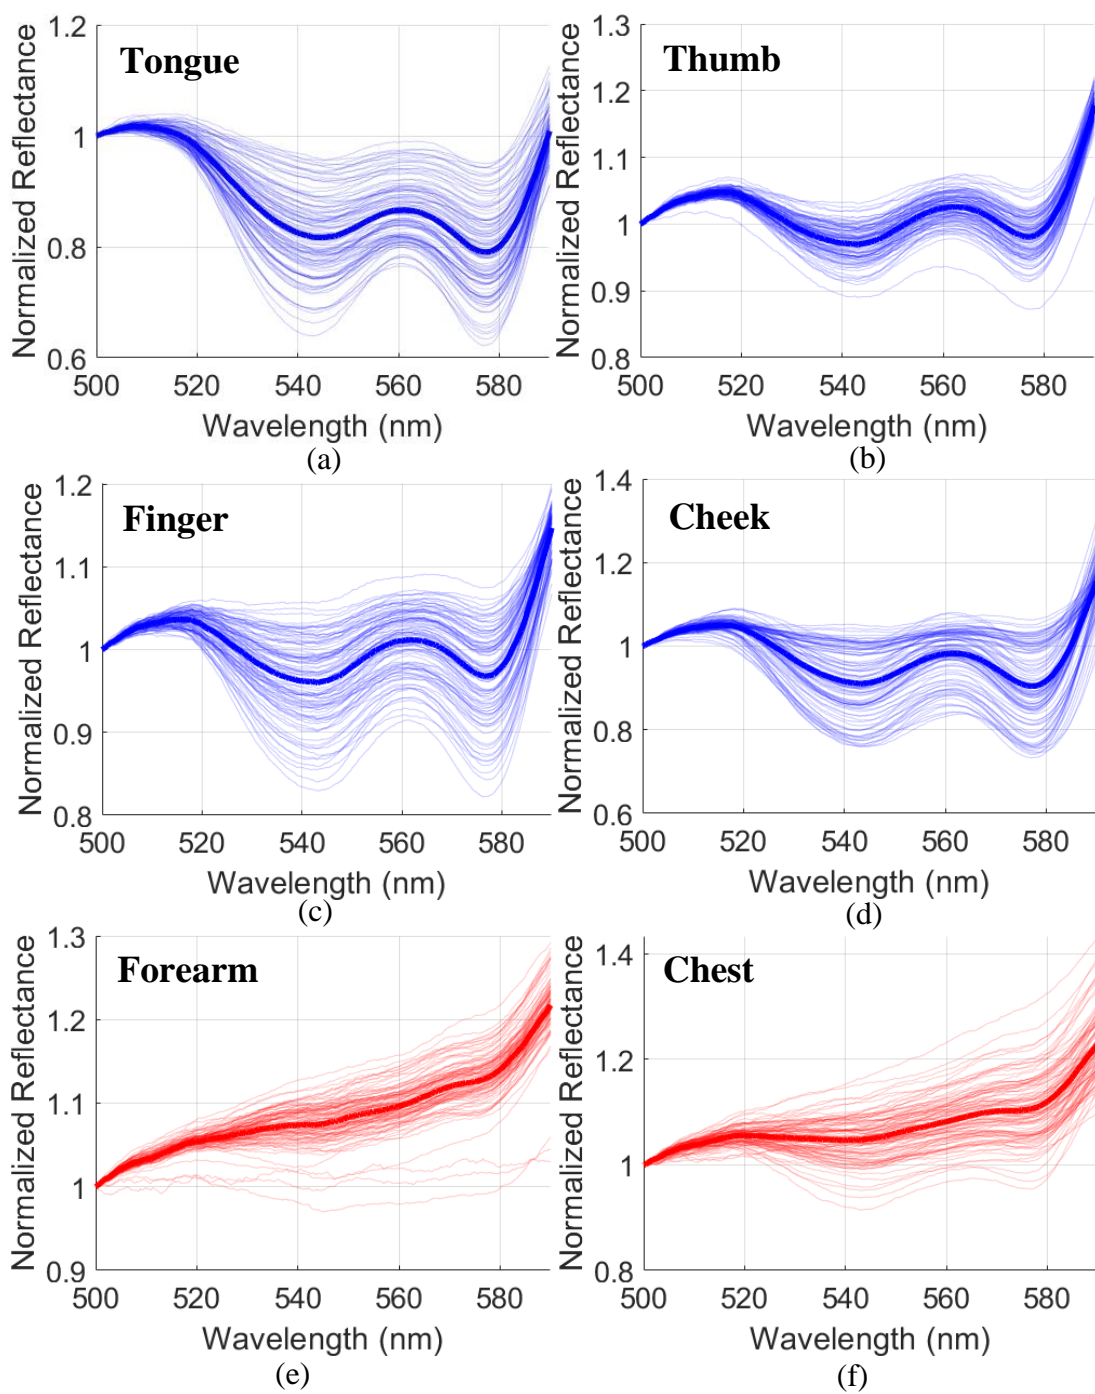 Tongue
Normalized Reflectance
1.2
1
0.8
0.6
500 520 540 560 580
Wavelength (nm)
(a)
Thumb
Normalized Reflectance
1.3
1.2
1.1
1
0.9
0.8
500 520 540 560 580
Wavelength (nm)
(b)
Finger
Normalized Reflectance
1.2
1.1
1
0.9
0.8
500 520 540 560 580
Wavelength (nm)
(c)
Cheek
Normalized Reflectance
1.4
1.2
1
0.8
0.6
500 520 540 560 580
Wavelength (nm)
(d)
Forearm
Normalized Reflectance
1.3
1.2
1.1
1
0.9
500 520 540 560 580
Wavelength (nm)
(e)
Chest
Normalized Reflectance
1.4
1.2
1
0.8
500 520 540 560 580
Wavelength (nm)
(f)